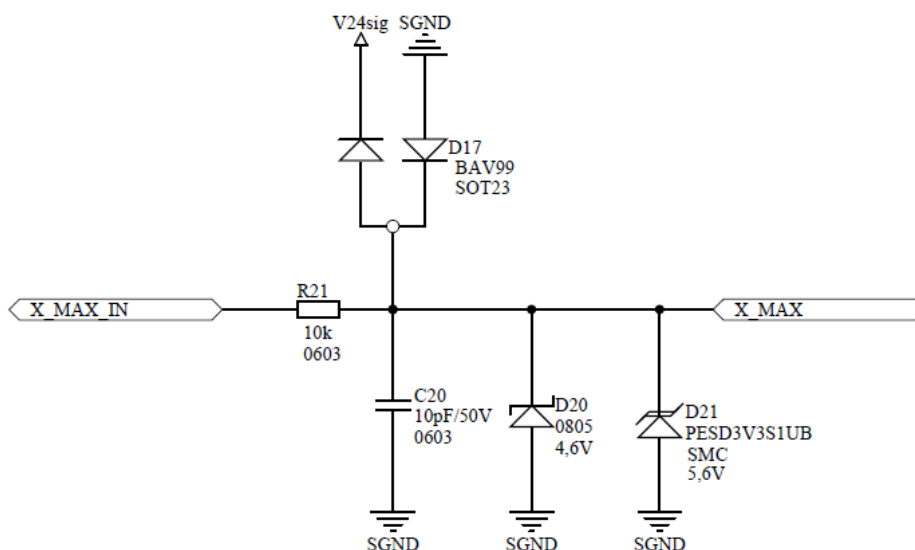 V24sig
SGND
D17
BAV99
SOT23
X_MAX_IN
R21
10k
0603
X_MAX
C20
10pF/50V
0603
D20
0805
4,6V
D21
PESD3V3S1UB
SMC
5,6V
SGND
SGND
SGND